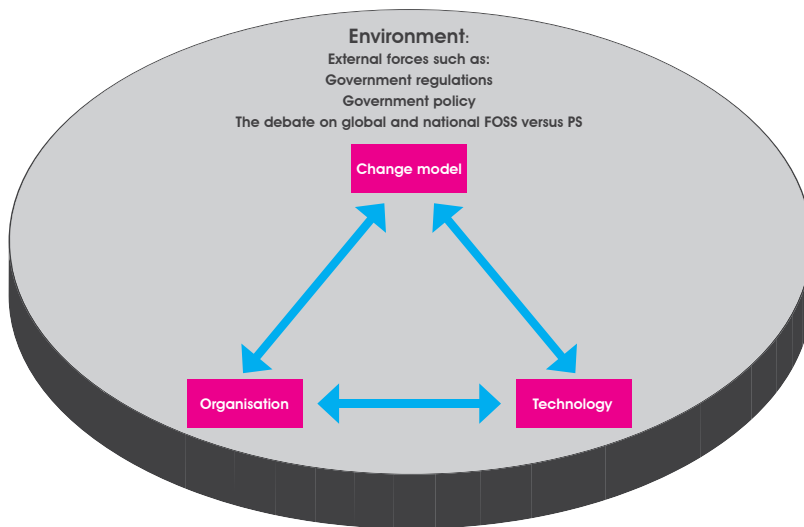 Environment:
External forces such as:
Government regulations
Government policy
The debate on global and national FOSS versus PS
Change model
Organisation
Technology